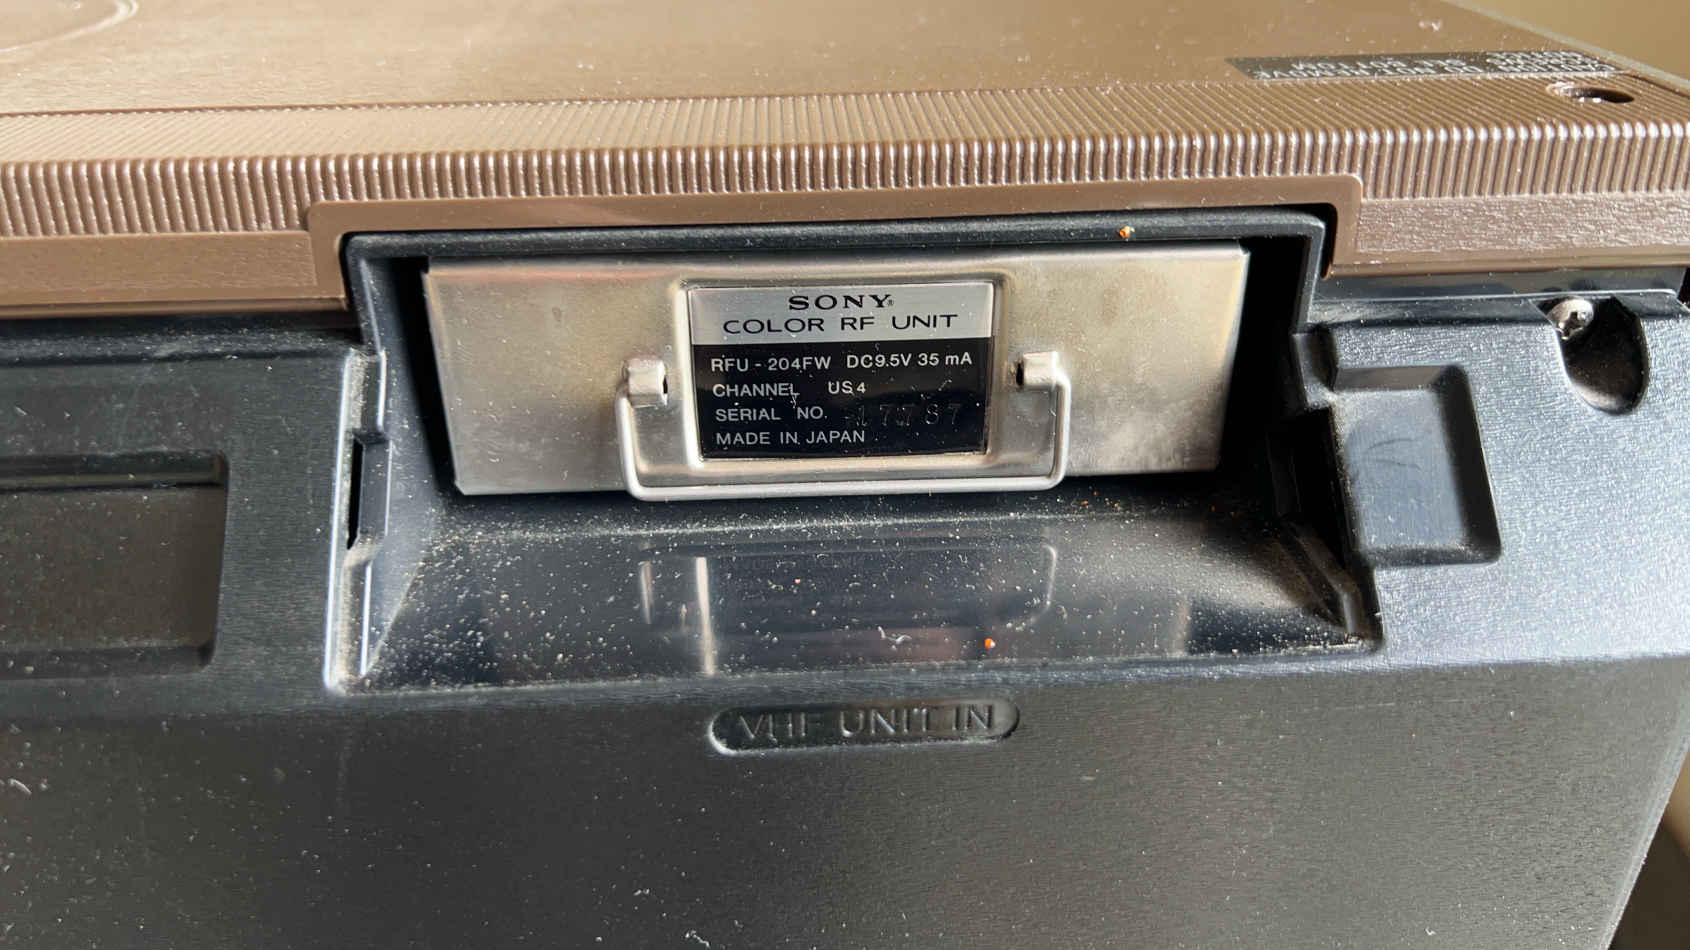 SONY®
COLOR RF UNIT
RFU - 204FW DC9.5V 35 mA
CHANNEL US4
SERIAL NO. 17787
MADE IN JAPAN
VHF UNIT IN